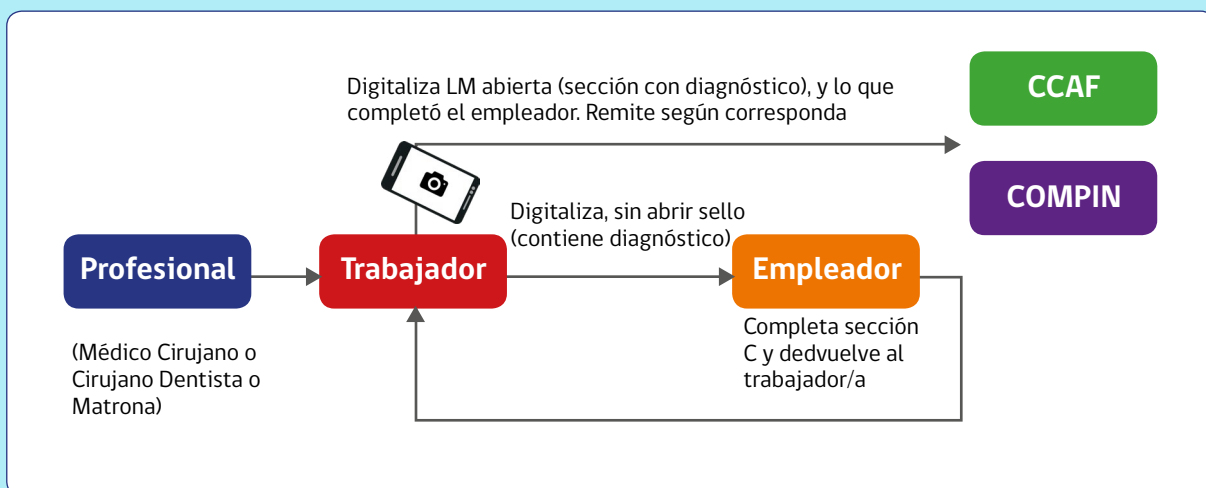 Digitaliza LM abierta (sección con diagnóstico), y lo que
completó el empleador. Remite según corresponda
CCAF
COMPIN
Digitaliza, sin abrir sello
(contiene diagnóstico)
Profesional
Trabajador
Empleador
(Médico Cirujano o
Cirujano Dentista o
Matrona)
Completa sección
C y dedvuelve al
trabajador/a